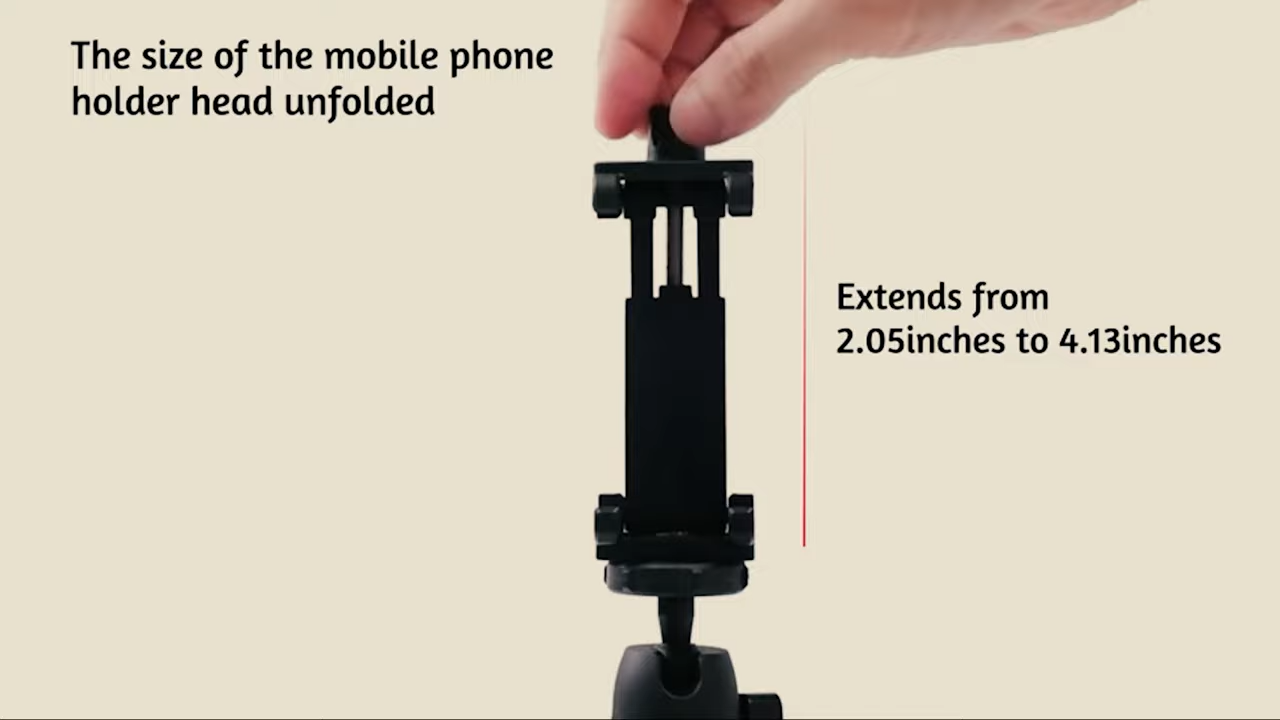 The size of the mobile phone
holder head unfolded
Extends from
2.05inches to 4.13inches